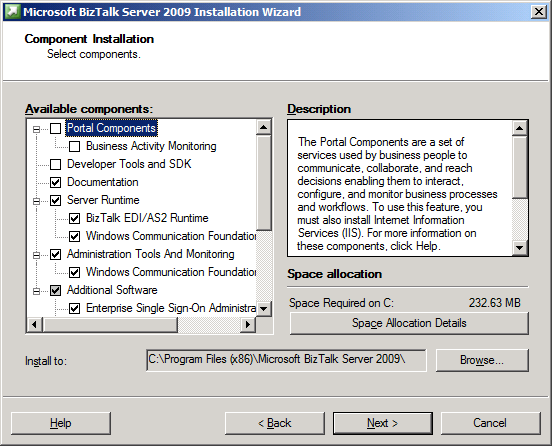 Microsoft BizTalk Server 2009 Installation Wizard
Component Installation
Select components.
Available components:
Portal Components
Business Activity Monitoring
Developer Tools and SDK
Documentation
Server Runtime
BizTalk EDI/AS2 Runtime
Windows Communication Foundation
Administration Tools And Monitoring
Windows Communication Foundation
Additional Software
Enterprise Single Sign-On Administra
Description
The Portal Components are a set of
services used by business people to
communicate, collaborate, and reach
decisions enabling them to interact,
configure, and monitor business processes
and workflows. To use this feature, you
must also install Internet Information
Services (IIS). For more information on
these components, click Help.
Space allocation
Space Required on C: 232.63 MB
Space Allocation Details
Install to: C:\Program Files (x86)\Microsoft BizTalk Server 2009\ Browse...
Help < Back Next > Cancel